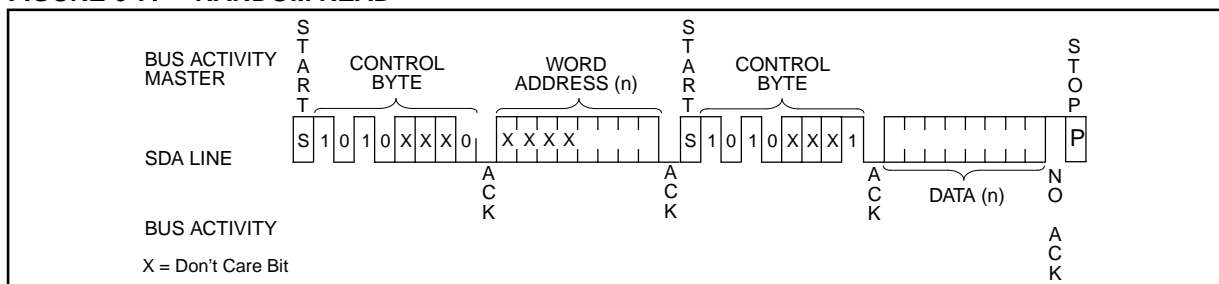 START
START
STOP
BUS ACTIVITY
MASTER
CONTROL
BYTE
WORD
ADDRESS (n)
CONTROL
BYTE
SDA LINE
S 1 0 1 0 X X X 0
X X X X
S 1 0 1 0 X X X 1
P
ACK
ACK
ACK
DATA (n)
NO ACK
BUS ACTIVITY
X = Don't Care Bit